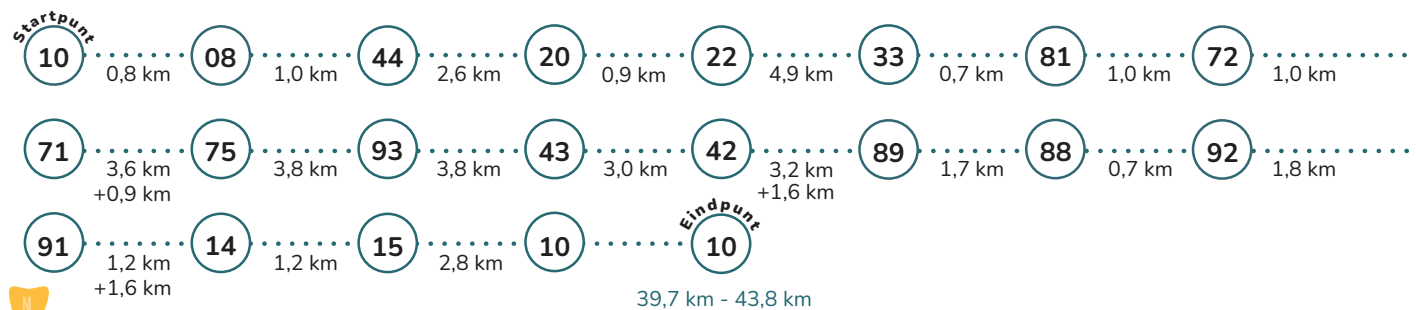 Startpunt
10 08 44 20 22 33 81 72
0,8 km 1,0 km 2,6 km 0,9 km 4,9 km 0,7 km 1,0 km 1,0 km
71 75 93 43 42 89 88 92
3,6 km 3,8 km 3,8 km 3,0 km 3,2 km 1,7 km 0,7 km 1,8 km
+0,9 km +1,6 km
Eindpunt
91 14 15 10 10
1,2 km 1,2 km 2,8 km
+1,6 km
39,7 km - 43,8 km
N